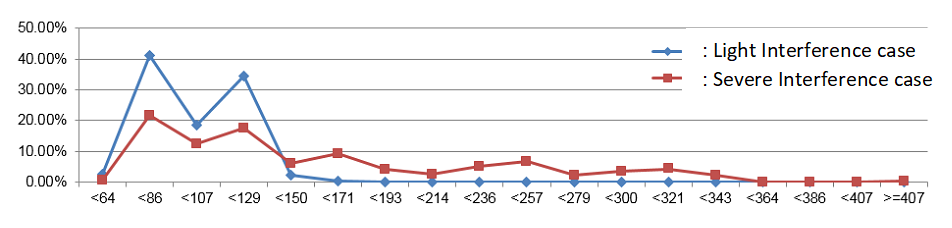 50.00%
40.00%
30.00%
20.00%
10.00%
0.00%
: Light Interference case
: Severe Interference case
<64 <86 <107 <129 <150 <171 <193 <214 <236 <257 <279 <300 <321 <343 <364 <386 <407 >=407